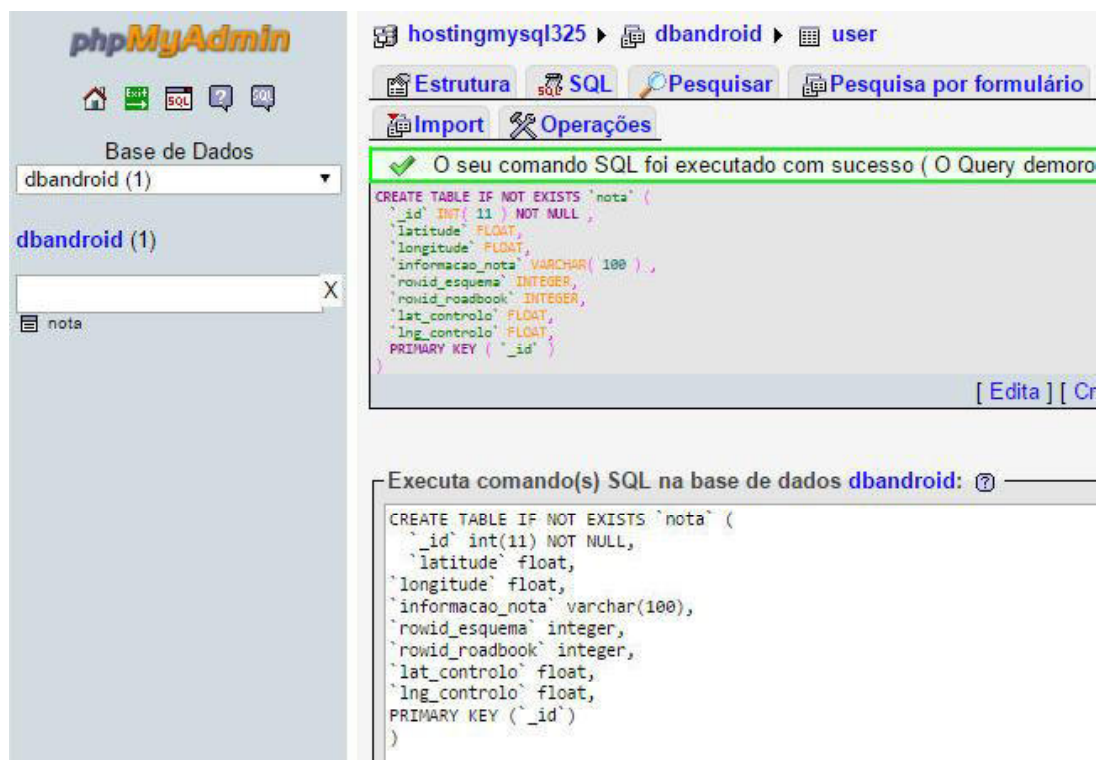 phpMyAdmin
Exit SQL ? SQL
Base de Dados
dbandroid (1)
dbandroid (1)
X
nota
hostingmysql325 dbandroid user
Estrutura SQL Pesquisar Pesquisa por formulário
Import Operações
O seu comando SQL foi executado com sucesso ( O Query demoro
CREATE TABLE IF NOT EXISTS `nota` (
`_id` INT( 11 ) NOT NULL ,
`latitude` FLOAT,
`longitude` FLOAT,
`informacao_nota` VARCHAR( 100 ) ,
`rowid_esquema` INTEGER,
`rowid_roadbook` INTEGER,
`lat_controlo` FLOAT,
`lng_controlo` FLOAT,
PRIMARY KEY ( `_id` )
)
[ Edita ] [ Cr
Executa comando(s) SQL na base de dados dbandroid: ?
CREATE TABLE IF NOT EXISTS `nota` (
`_id` int(11) NOT NULL,
`latitude` float,
`longitude` float,
`informacao_nota` varchar(100),
`rowid_esquema` integer,
`rowid_roadbook` integer,
`lat_controlo` float,
`lng_controlo` float,
PRIMARY KEY (`_id`)
)